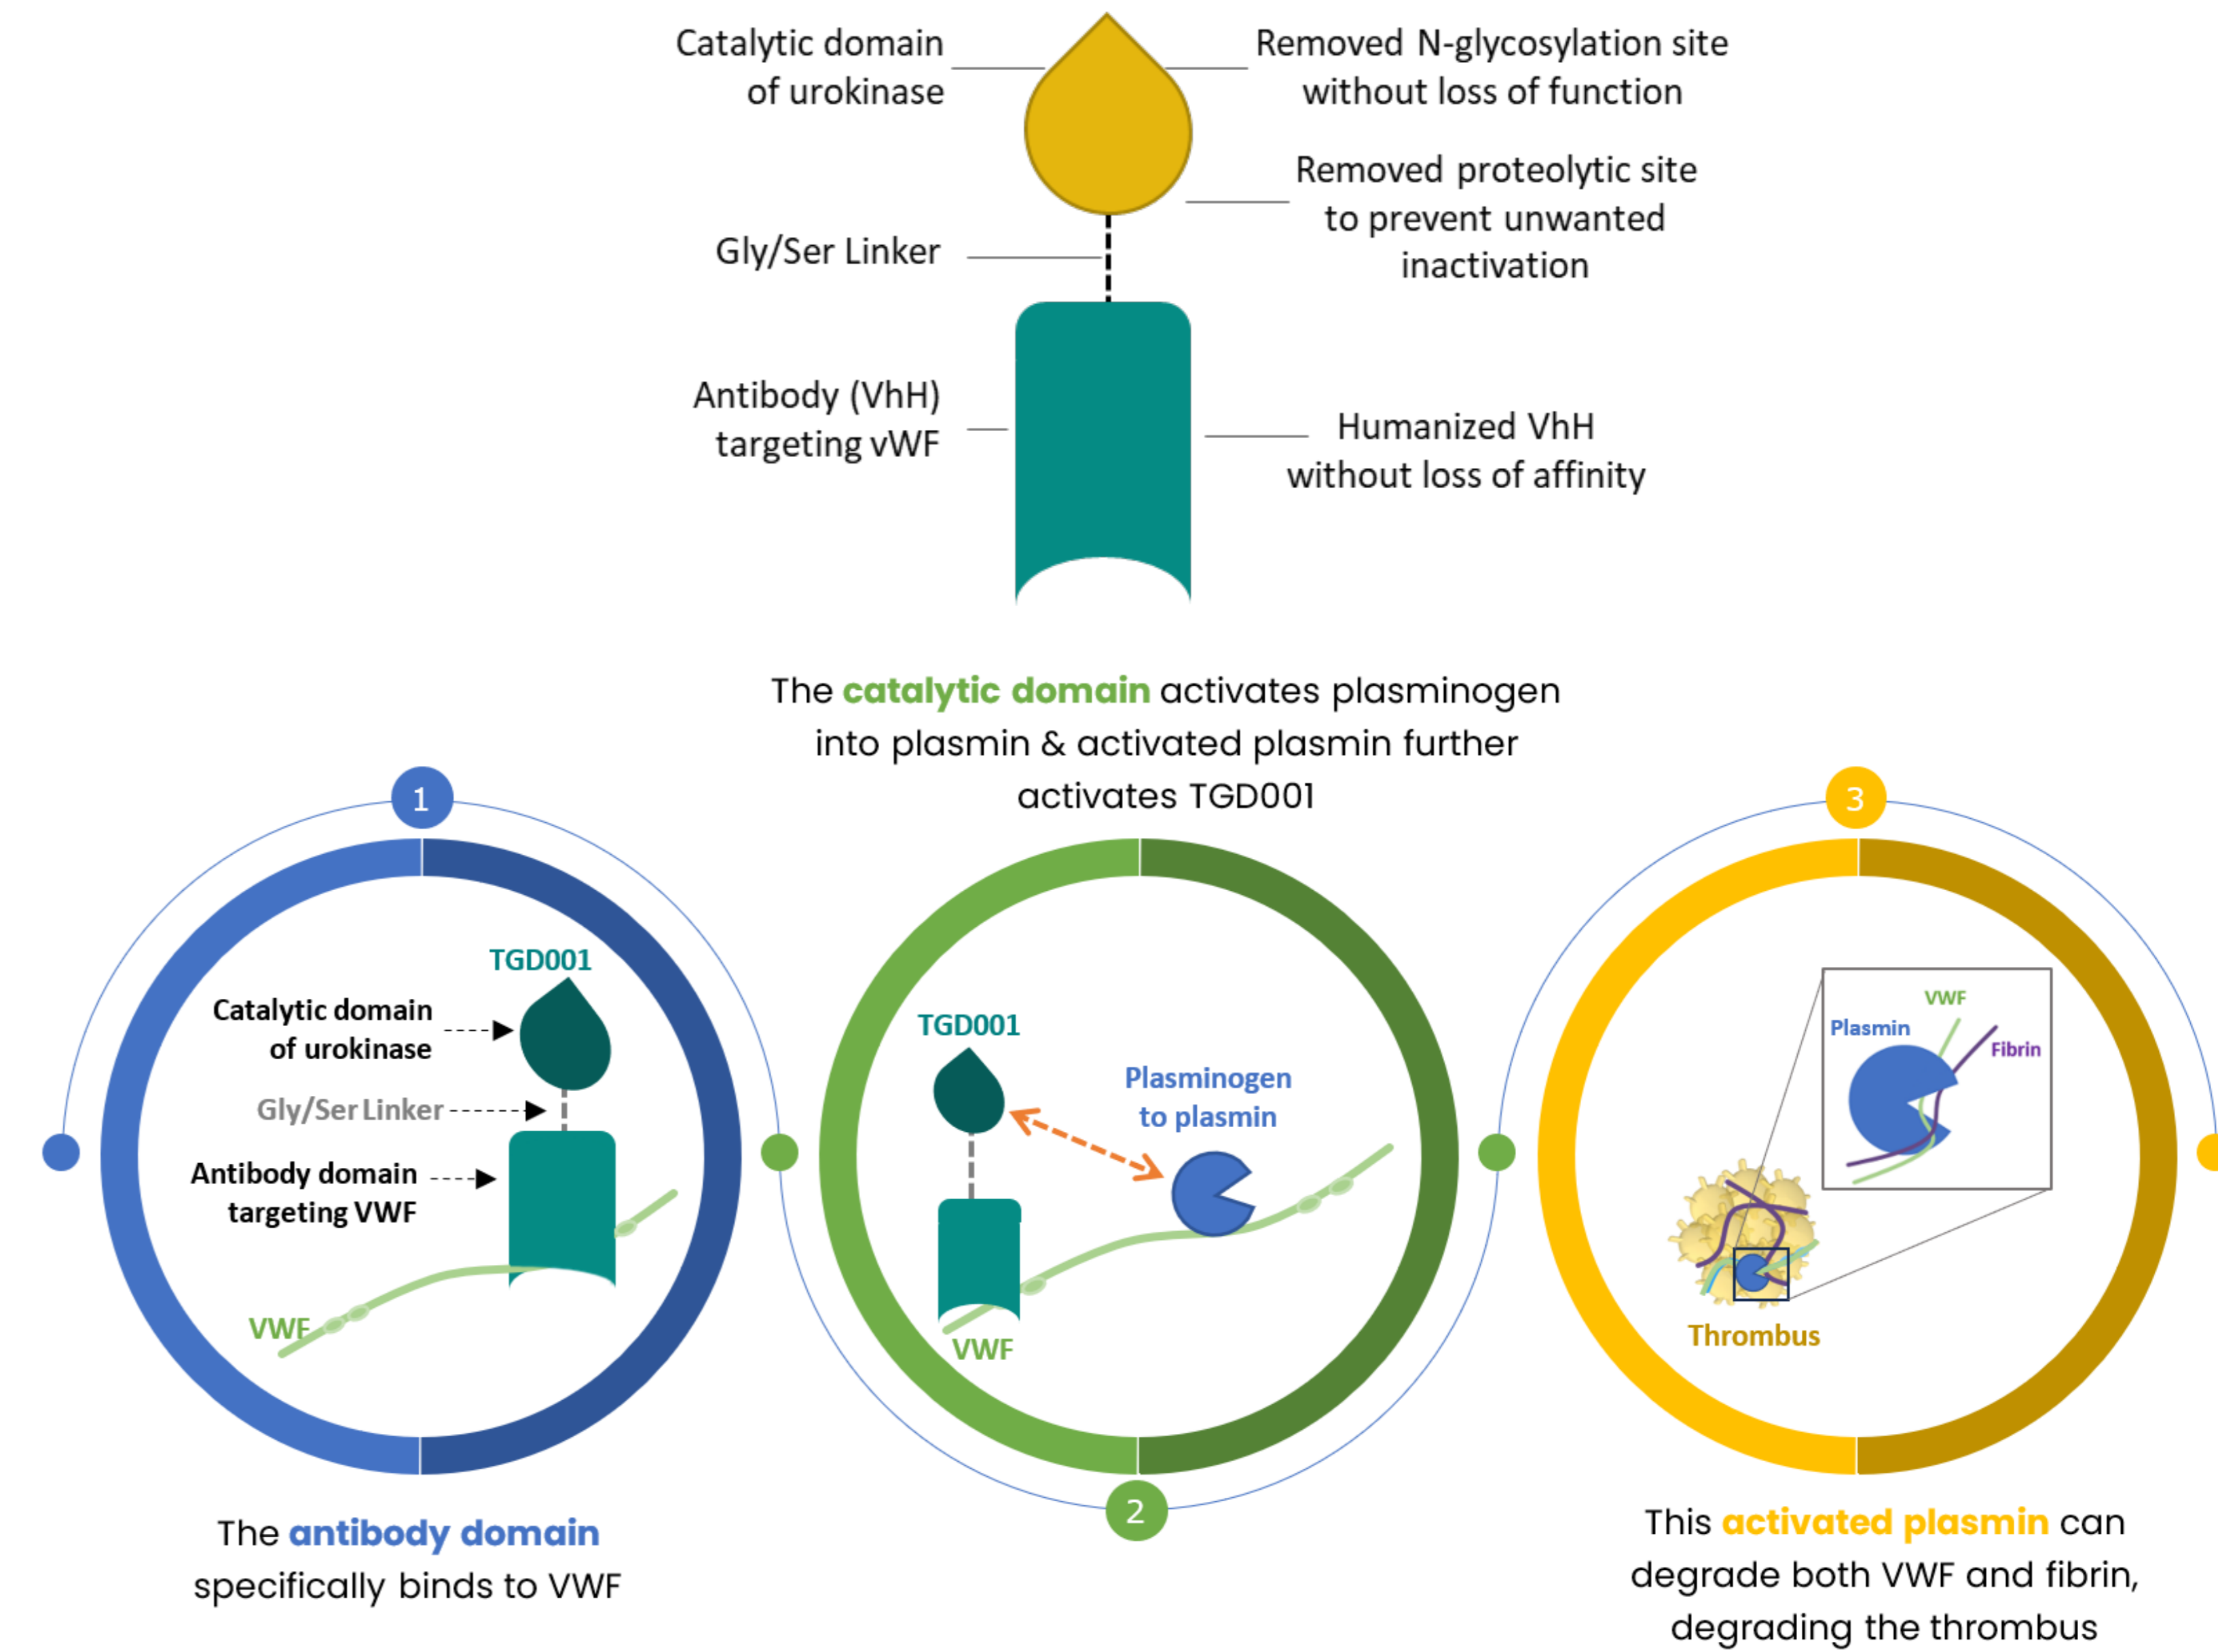 Catalytic domain
of urokinase
Removed N-glycosylation site
without loss of function
Removed proteolytic site
to prevent unwanted
inactivation
Gly/Ser Linker
Antibody (VhH)
targeting vWF
Humanized VhH
without loss of affinity
The catalytic domain activates plasminogen
into plasmin & activated plasmin further
activates TGD001
1
TGD001
Catalytic domain
of urokinase
Gly/Ser Linker
Antibody domain
targeting VWF
VWF
The antibody domain
specifically binds to VWF
TGD001
Plasminogen
to plasmin
VWF
2
3
VWF
Plasmin
Fibrin
Thrombus
This activated plasmin can
degrade both VWF and fibrin,
degrading the thrombus